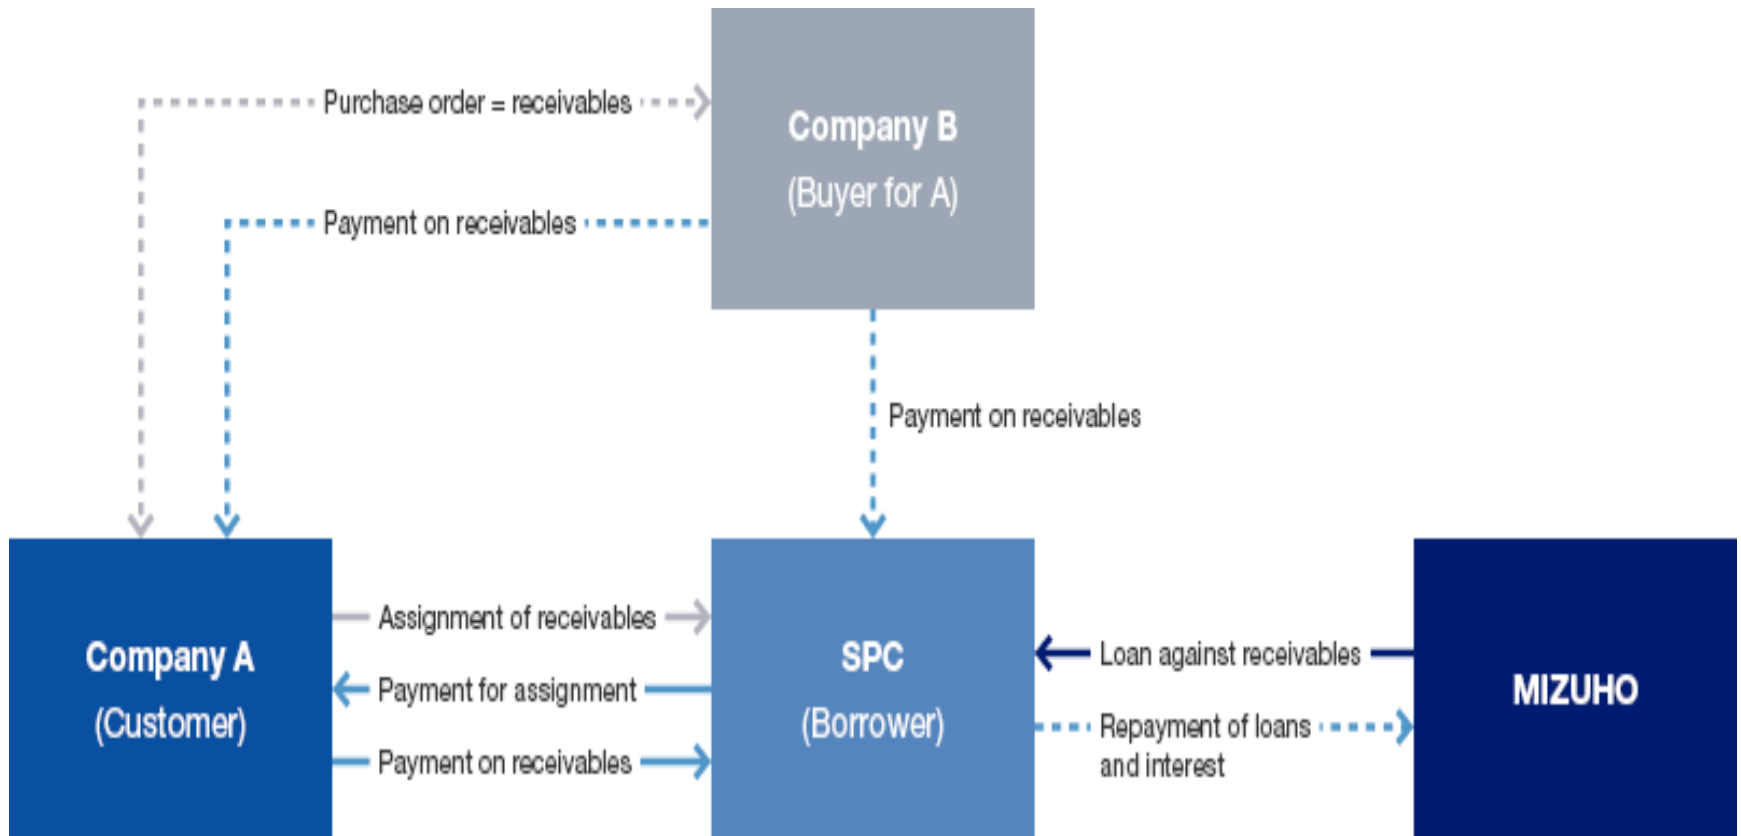 Purchase order = receivables
Company B
(Buyer for A)
Payment on receivables
Payment on receivables
Company A
(Customer)
Assignment of receivables
Payment for assignment
Payment on receivables
SPC
(Borrower)
Loan against receivables
Repayment of loans
and interest
MIZUHO